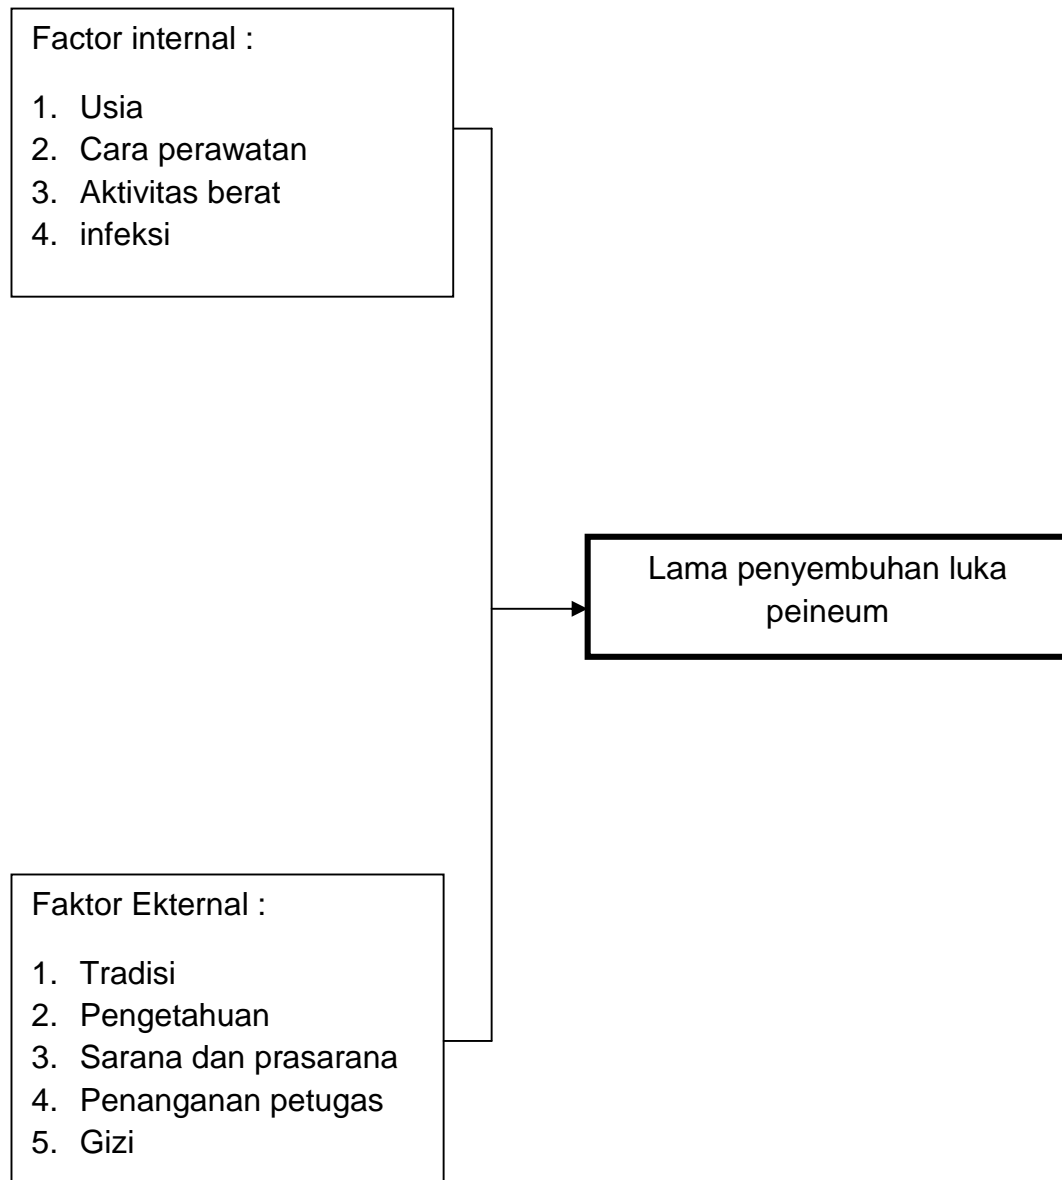 Factor internal :
1. Usia
2. Cara perawatan
3. Aktivitas berat
4. infeksi
Lama penyembuhan luka
peineum
Faktor Ekternal :
1. Tradisi
2. Pengetahuan
3. Sarana dan prasarana
4. Penanganan petugas
5. Gizi